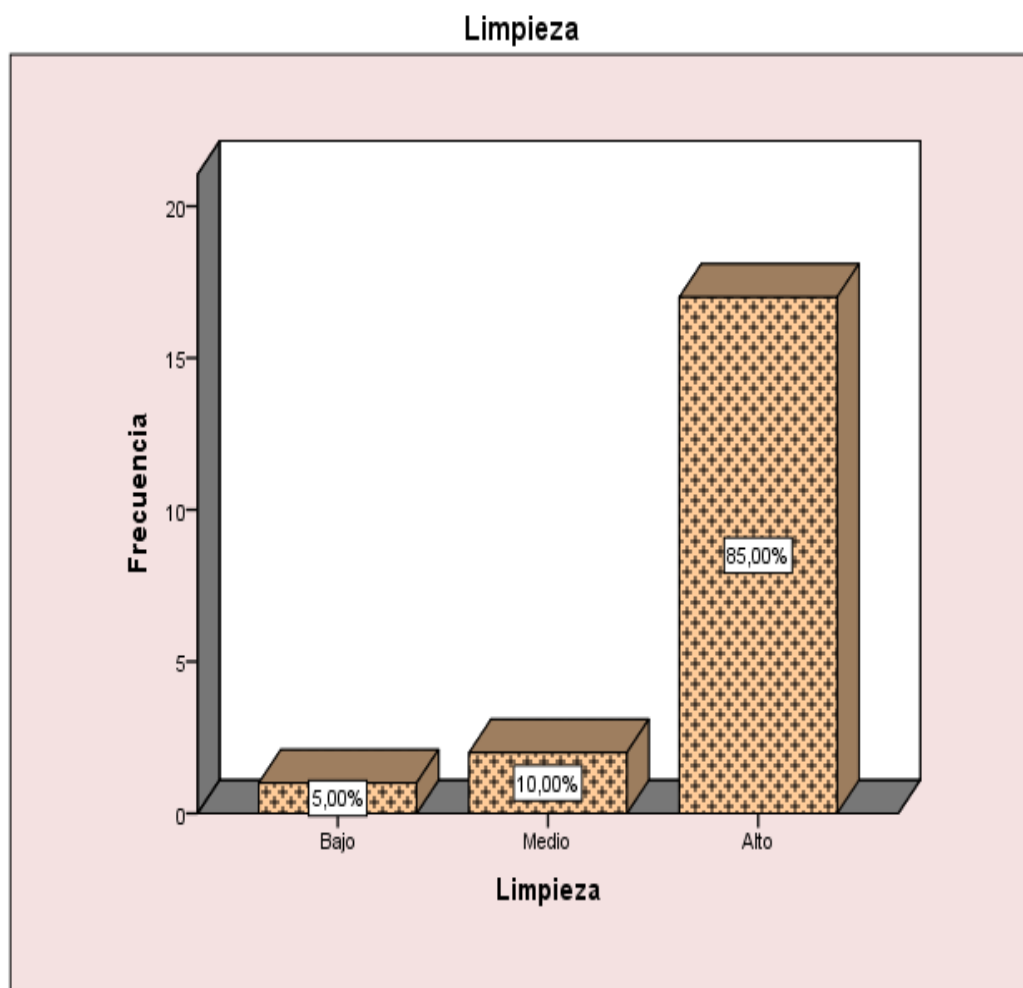 Limpieza
Frecuencia
20
15
10
5
0
5,00%
10,00%
85,00%
Bajo
Medio
Alto
Limpieza